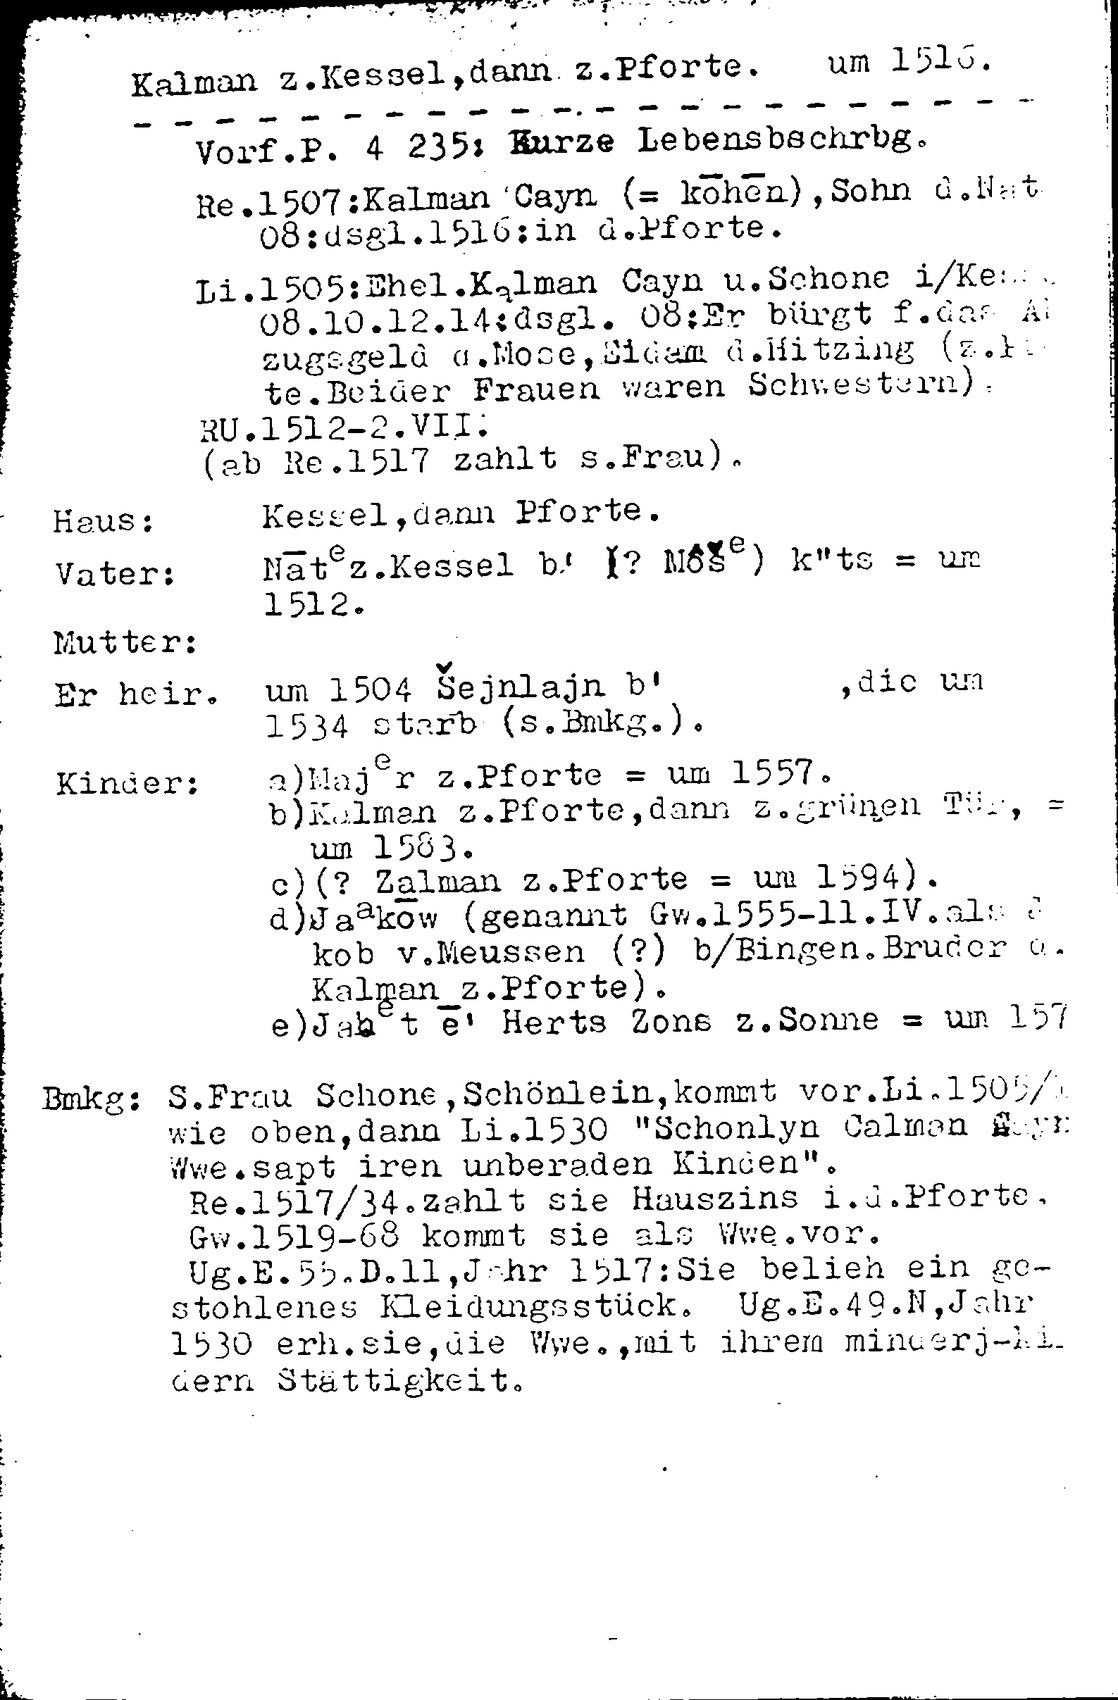 Kalman z.Kessel,dann z.Pforte. um 1516.
Vorf.P. 4 235: Kurze Lebensbschrbg.
Re.1507:Kalman Cayn (= kōhēn),Sohn d.Nat
08:dsgl.1516:in d.Pforte.
Li.1505:Ehel.Kalman Cayn u.Schone
08.10.12.14:dsgl. 08:Er bürgt f.das
zugsgeld d.Mose,Eidam d.Hitzing
te.Beider Frauen waren Schwestern).
RU.1512-2.VII:
(ab Re.1517 zahlt s.Frau).
Haus: Kessel,dann Pforte.
Vater: Nātᵉz.Kessel b' (? Môšᵉ) k"ts = um
1512.
Mutter:
Er heir. um 1504 Šejnlajn b' ,die um
1534 starb (s.Bmkg.).
Kinder: a)Majᵉr z.Pforte = um 1557.
b)Kalman z.Pforte,dann z.grünen Tür, =
um 1583.
c)(? Zalman z.Pforte = um 1594).
d)Jaᵃkōw (genannt Gw.1555-11.IV.als
kob v.Meussen (?) b/Bingen.Bruder d.
Kalman z.Pforte).
e)Jahᵉt ē' Herts Zons z.Sonne = um 157
Bmkg: S.Frau Schone,Schönlein,kommt vor.Li.1505/
wie oben,dann Li.1530 "Schonlyn Calman Cayn
Wwe.sapt iren unberaden Kinden".
Re.1517/34.zahlt sie Hauszins i.d.Pforte.
Gw.1519-68 kommt sie als Wwe.vor.
Ug.E.55.D.11,Jahr 1517:Sie belieh ein ge-
stohlenes Kleidungsstück. Ug.E.49.N,Jahr
1530 erh.sie,die Wwe.,mit ihrem minderj-
dern Stättigkeit.